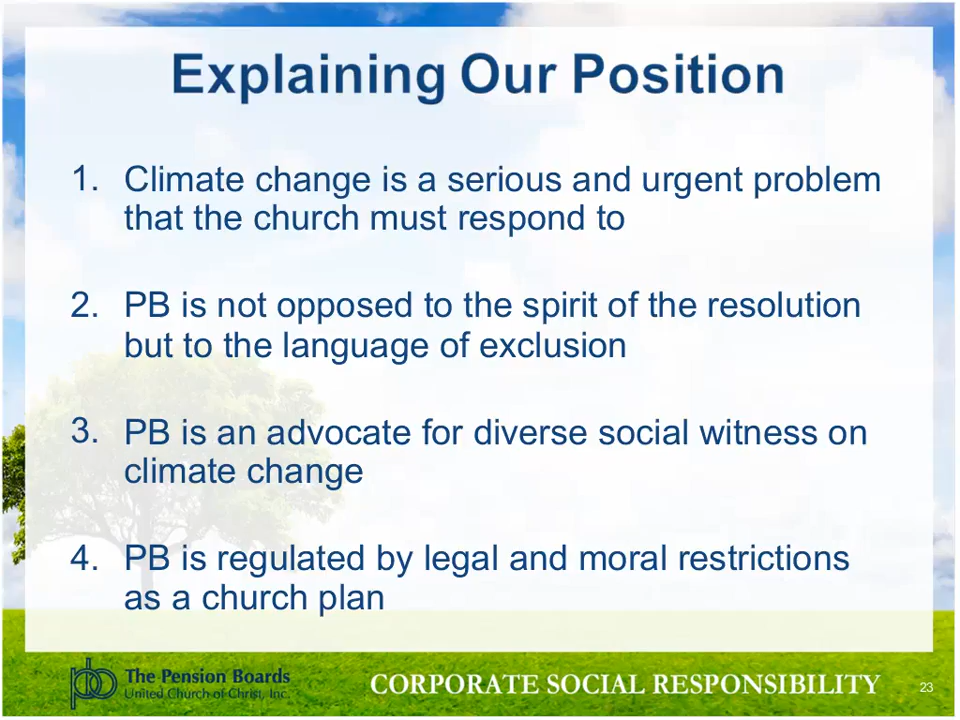 Explaining Our Position
1. Climate change is a serious and urgent problem
that the church must respond to
2. PB is not opposed to the spirit of the resolution
but to the language of exclusion
3. PB is an advocate for diverse social witness on
climate change
4. PB is regulated by legal and moral restrictions
as a church plan
pb The Pension Boards
United Church of Christ, Inc.
CORPORATE SOCIAL RESPONSIBILITY
23